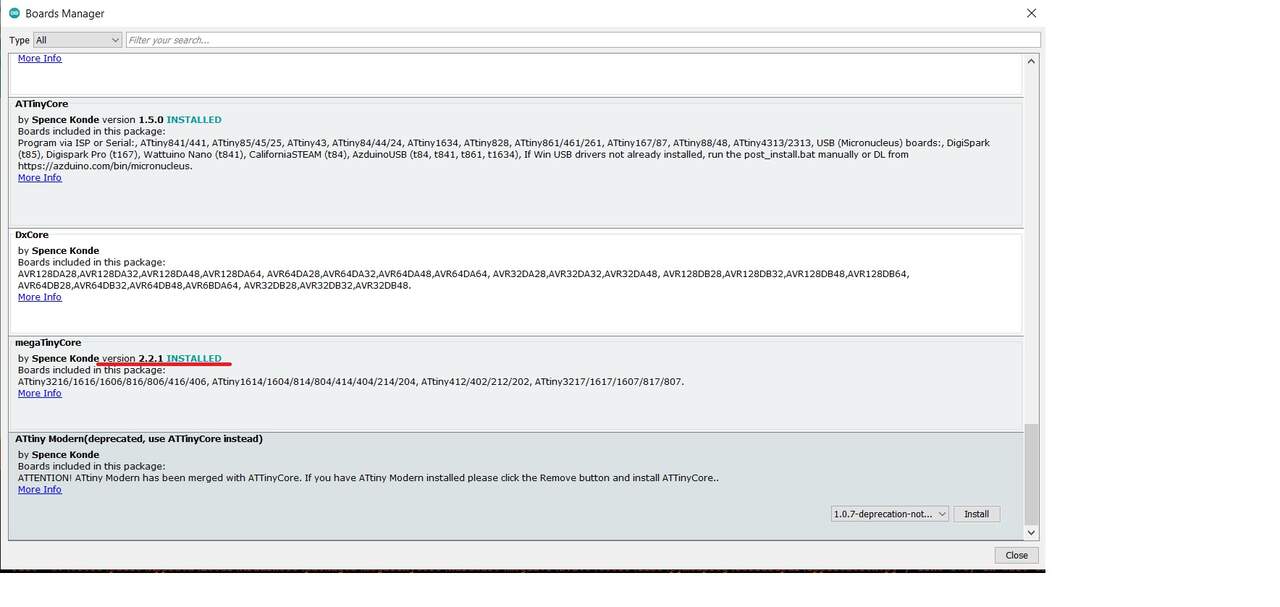 Boards Manager
Type All Filter your search...
More Info
ATTinyCore
by Spence Konde version 1.5.0 INSTALLED
Boards included in this package:
Program via ISP or Serial:, ATtiny841/441, ATtiny85/45/25, ATtiny43, ATtiny84/44/24, ATtiny1634, ATtiny828, ATtiny861/461/261, ATtiny167/87, ATtiny88/48, ATtiny4313/2313, USB (Micronucleus) boards:, DigiSpark
(t85), Digispark Pro (t167), Wattuino Nano (t841), CaliforniaSTEAM (t84), AzduinoUSB (t84, t841, t861, t1634), If Win USB drivers not already installed, run the post_install.bat manually or DL from
https://azduino.com/bin/micronucleus.
More Info
DxCore
by Spence Konde
Boards included in this package:
AVR128DA28,AVR128DA32,AVR128DA48,AVR128DA64, AVR64DA28,AVR64DA32,AVR64DA48,AVR64DA64, AVR32DA28,AVR32DA32,AVR32DA48, AVR128DB28,AVR128DB32,AVR128DB48,AVR128DB64,
AVR64DB28,AVR64DB32,AVR64DB48,AVR6BDA64, AVR32DB28,AVR32DB32,AVR32DB48.
More Info
megaTinyCore
by Spence Konde version 2.2.1 INSTALLED
Boards included in this package:
ATtiny3216/1616/1606/816/806/416/406, ATtiny1614/1604/814/804/414/404/214/204, ATtiny412/402/212/202, ATtiny3217/1617/1607/817/807.
More Info
ATtiny Modern(deprecated, use ATTinyCore instead)
by Spence Konde
Boards included in this package:
ATTENTION! ATtiny Modern has been merged with ATTinyCore. If you have ATtiny Modern installed please click the Remove button and install ATTinyCore..
More Info
1.0.7-deprecation-not... Install
Close